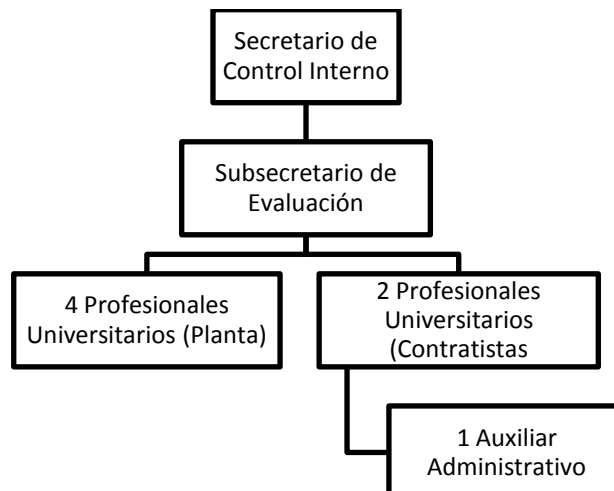 Secretario de
Control Interno
Subsecretario de
Evaluación
4 Profesionales
Universitarios (Planta)
2 Profesionales
Universitarios
(Contratistas
1 Auxiliar
Administrativo